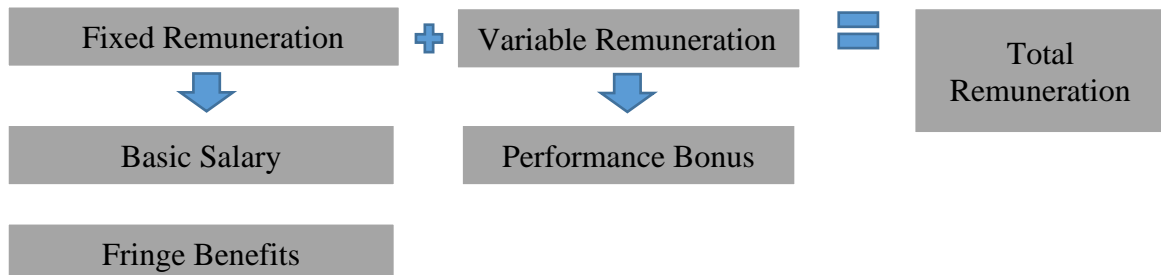 Fixed Remuneration
Variable Remuneration
Total
Remuneration
Basic Salary
Performance Bonus
Fringe Benefits